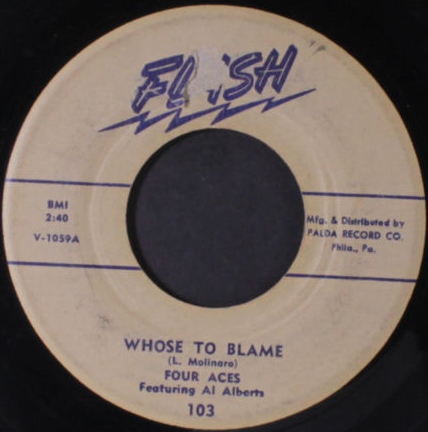 FLASH
BMI
2:40
V-1059A
Mfg. & Distributed by
PALDA RECORD CO.
Phila., Pa.
WHOSE TO BLAME
(L. Molinaro)
FOUR ACES
Featuring Al Alberts
103